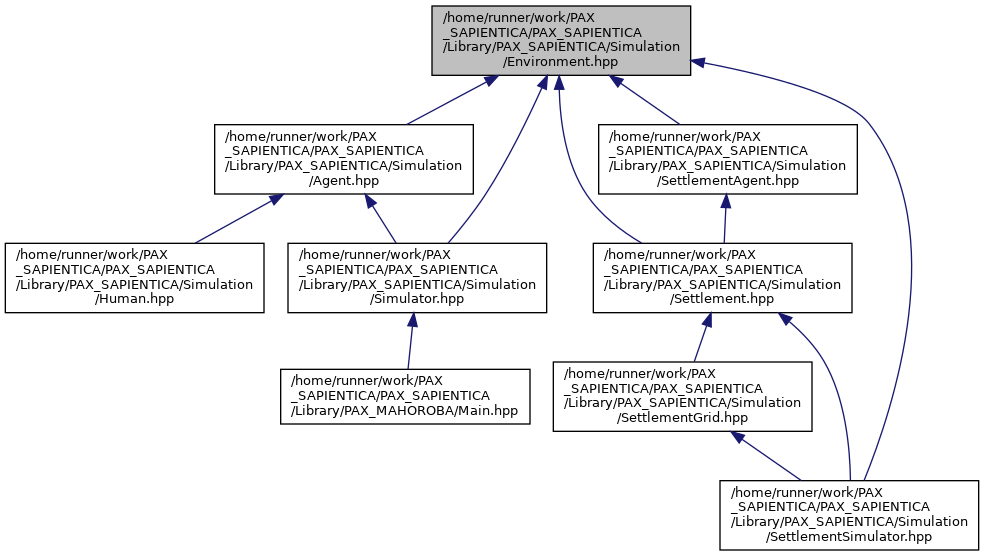 /home/runner/work/PAX
_SAPIENTICA/PAX_SAPIENTICA
/Library/PAX_SAPIENTICA/Simulation
/Environment.hpp
/home/runner/work/PAX
_SAPIENTICA/PAX_SAPIENTICA
/Library/PAX_SAPIENTICA/Simulation
/Agent.hpp
/home/runner/work/PAX
_SAPIENTICA/PAX_SAPIENTICA
/Library/PAX_SAPIENTICA/Simulation
/SettlementAgent.hpp
/home/runner/work/PAX
_SAPIENTICA/PAX_SAPIENTICA
/Library/PAX_SAPIENTICA/Simulation
/Human.hpp
/home/runner/work/PAX
_SAPIENTICA/PAX_SAPIENTICA
/Library/PAX_SAPIENTICA/Simulation
/Simulator.hpp
/home/runner/work/PAX
_SAPIENTICA/PAX_SAPIENTICA
/Library/PAX_SAPIENTICA/Simulation
/Settlement.hpp
/home/runner/work/PAX
_SAPIENTICA/PAX_SAPIENTICA
/Library/PAX_MAHOROBA/Main.hpp
/home/runner/work/PAX
_SAPIENTICA/PAX_SAPIENTICA
/Library/PAX_SAPIENTICA/Simulation
/SettlementGrid.hpp
/home/runner/work/PAX
_SAPIENTICA/PAX_SAPIENTICA
/Library/PAX_SAPIENTICA/Simulation
/SettlementSimulator.hpp